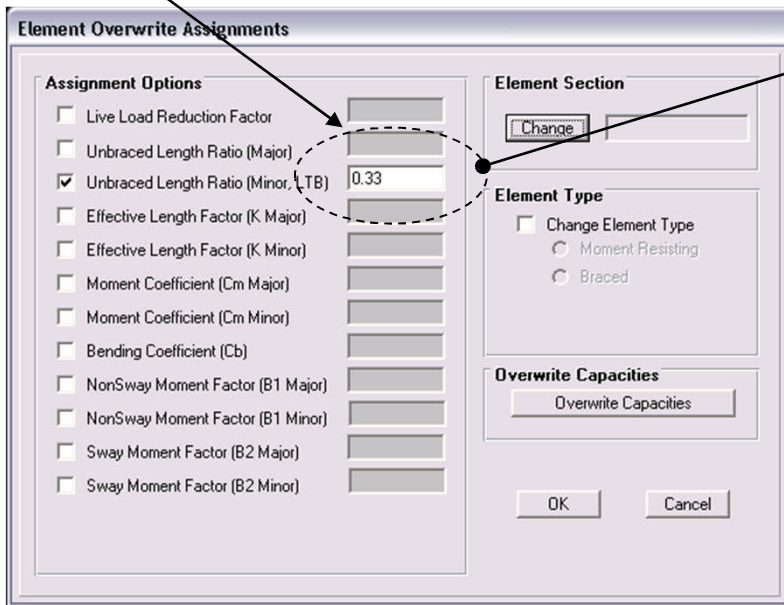 Element Overwrite Assignments
Assignment Options
Live Load Reduction Factor
Unbraced Length Ratio (Major)
Unbraced Length Ratio (Minor, LTB)
0.33
Effective Length Factor (K Major)
Effective Length Factor (K Minor)
Moment Coefficient (Cm Major)
Moment Coefficient (Cm Minor)
Bending Coefficient (Cb)
NonSway Moment Factor (B1 Major)
NonSway Moment Factor (B1 Minor)
Sway Moment Factor (B2 Major)
Sway Moment Factor (B2 Minor)
Element Section
Change
Element Type
Change Element Type
Moment Resisting
Braced
Overwrite Capacities
Overwrite Capacities
OK
Cancel